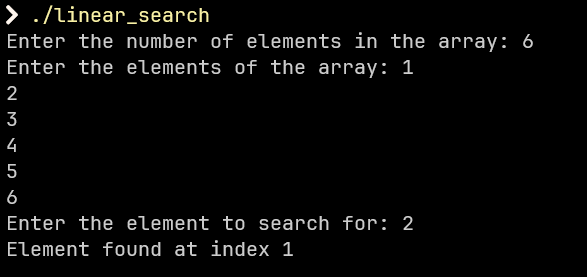 ❯ ./linear_search
Enter the number of elements in the array: 6
Enter the elements of the array: 1
2
3
4
5
6
Enter the element to search for: 2
Element found at index 1